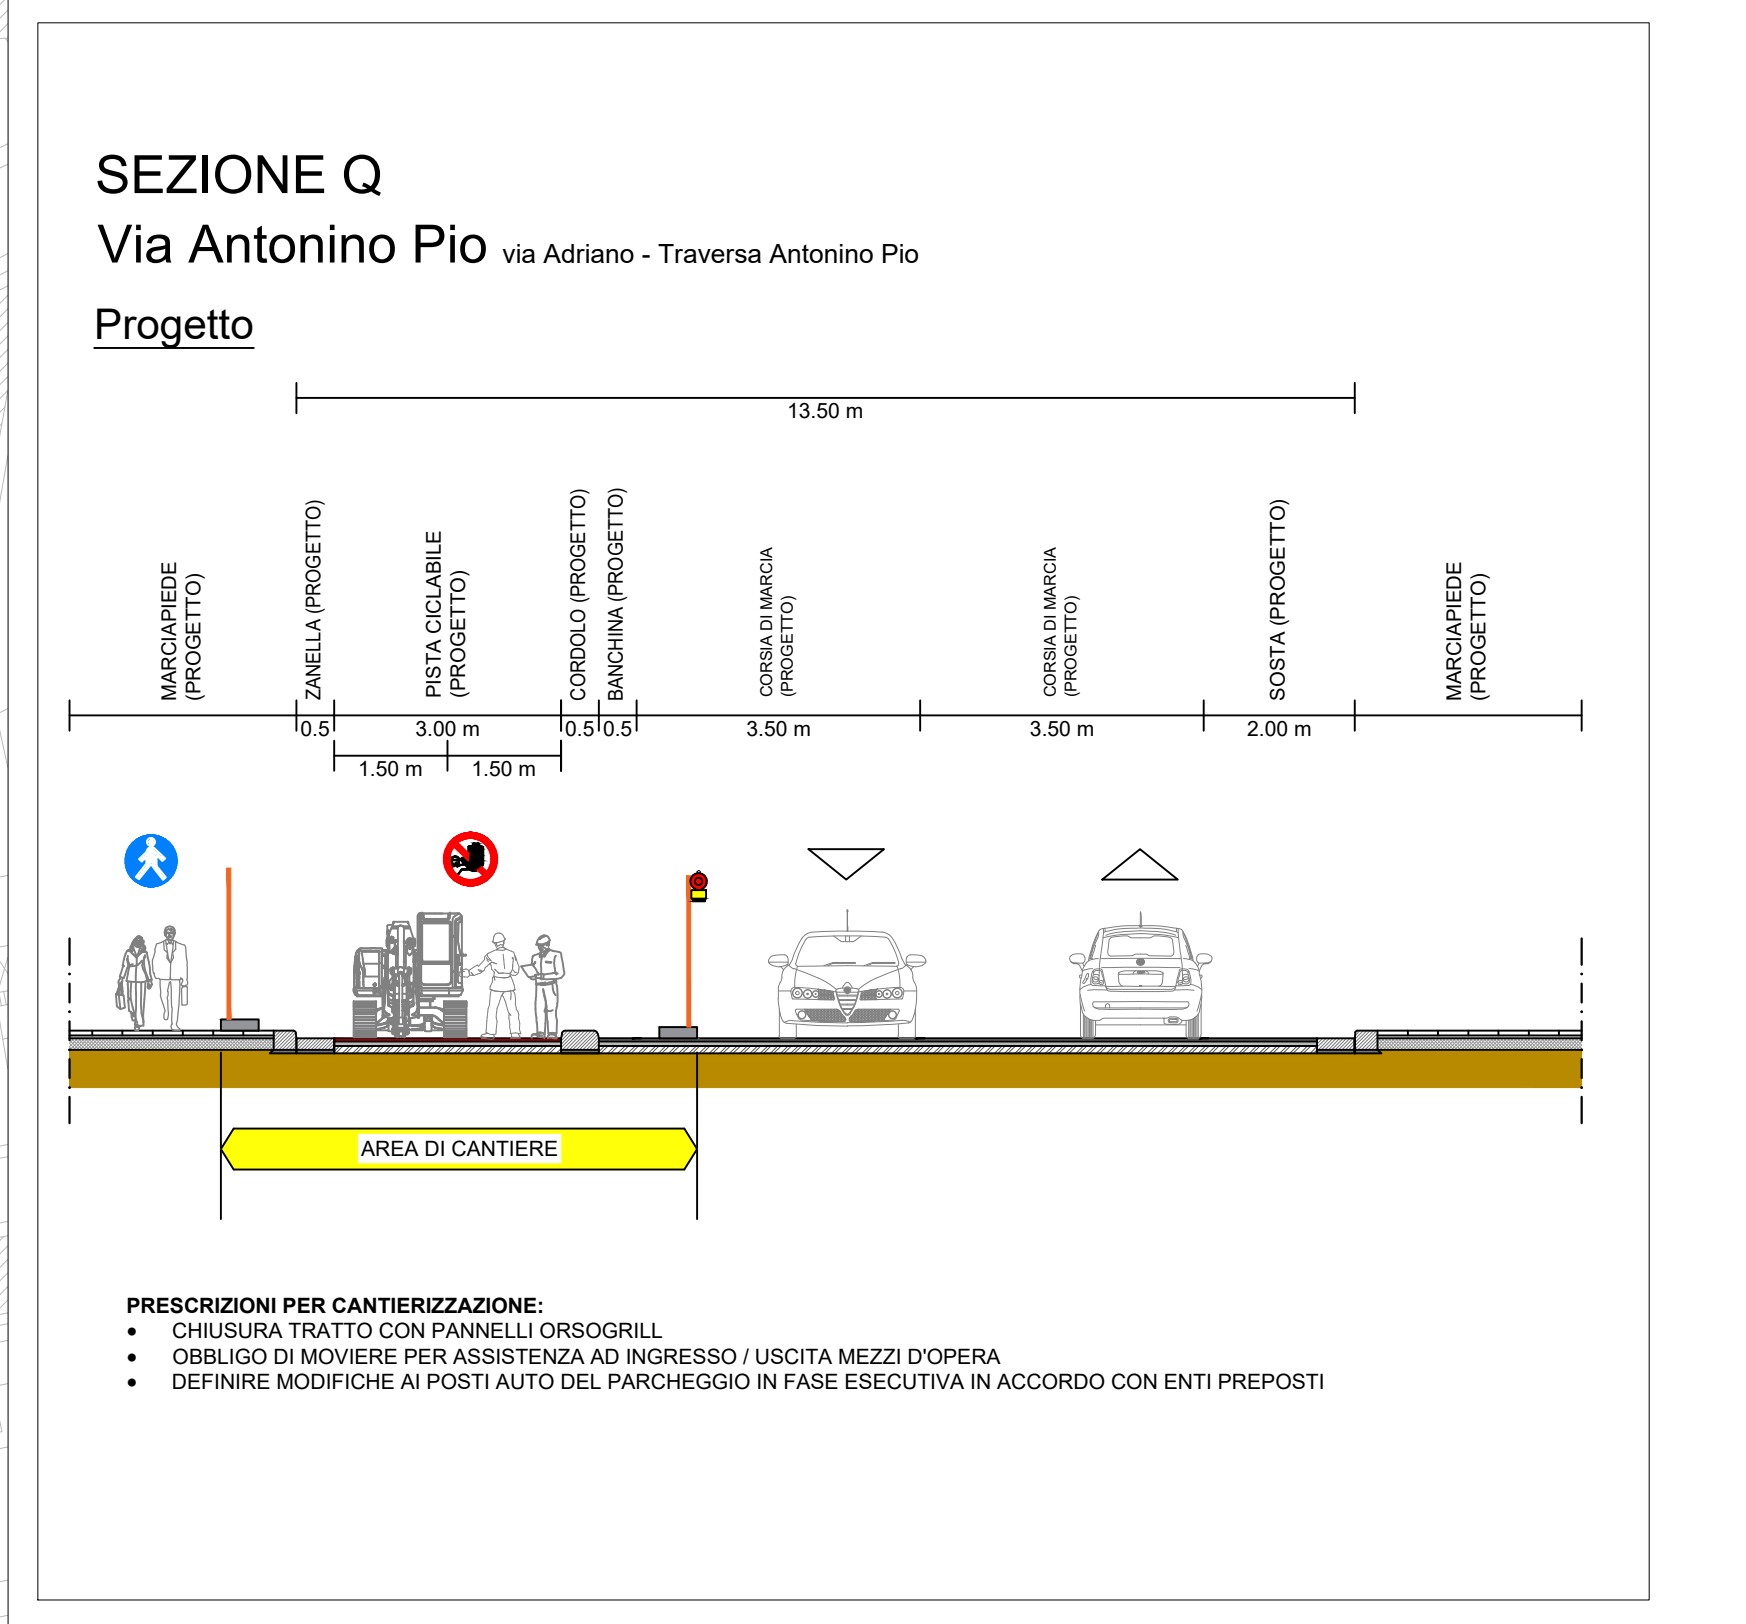 SEZIONE Q
Via Antonino Pio via Adriano - Traversa Antonino Pio
Progetto
13.50 m
MARCIAPIEDE
(PROGETTO)
ZANELLA (PROGETTO)
PISTA CICLABILE
(PROGETTO)
CORDOLO (PROGETTO)
BANCHINA (PROGETTO)
CORSIA DI MARCIA
(PROGETTO)
CORSIA DI MARCIA
(PROGETTO)
SOSTA (PROGETTO)
MARCIAPIEDE
(PROGETTO)
0.5 3.00 m 0.5 0.5 3.50 m 3.50 m 2.00 m
1.50 m 1.50 m
AREA DI CANTIERE
PRESCRIZIONI PER CANTIERIZZAZIONE:
• CHIUSURA TRATTO CON PANNELLI ORSOGRILL
• OBBLIGO DI MOVIERE PER ASSISTENZA AD INGRESSO / USCITA MEZZI D'OPERA
• DEFINIRE MODIFICHE AI POSTI AUTO DEL PARCHEGGIO IN FASE ESECUTIVA IN ACCORDO CON ENTI PREPOSTI